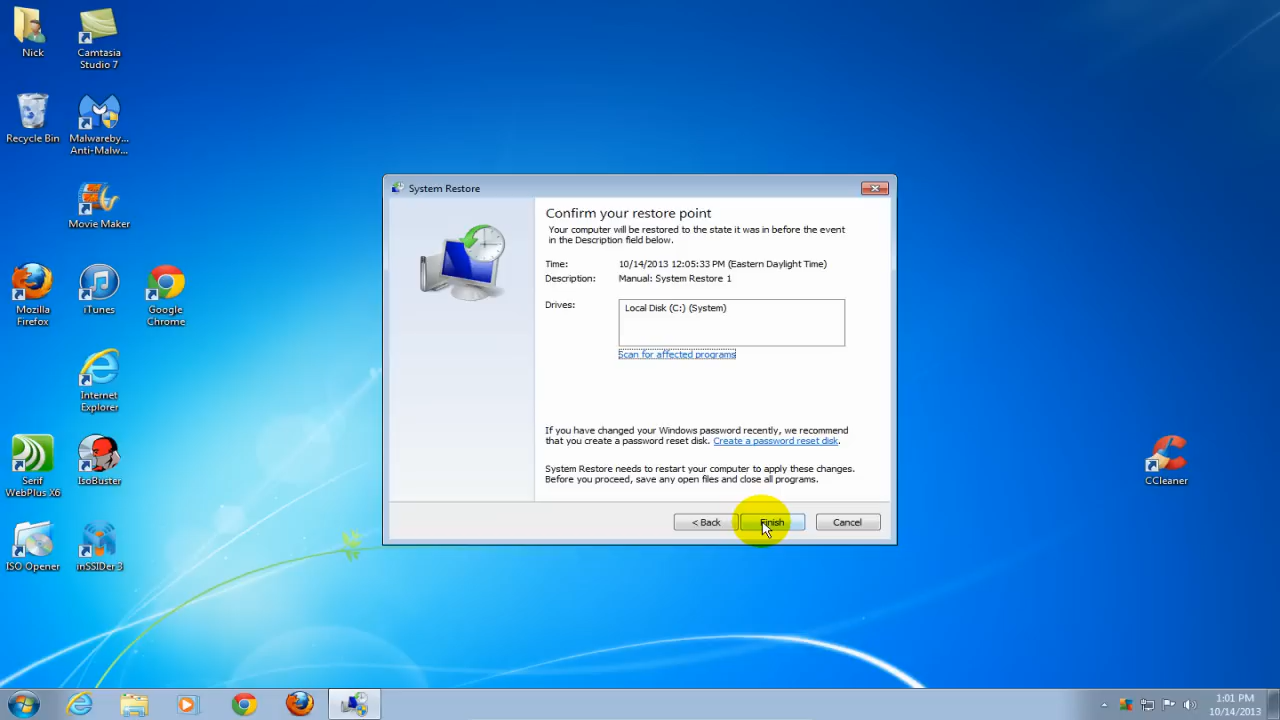 Nick
Camtasia
Studio 7
Recycle Bin
Malwareby...
Anti-Malw...
Movie Maker
Mozilla
Firefox
iTunes
Google
Chrome
Internet
Explorer
Serif
WebPlus X6
IsoBuster
ISO Opener
inSSIDer 3
System Restore
Confirm your restore point
Your computer will be restored to the state it was in before the event
in the Description field below.
Time: 10/14/2013 12:05:33 PM (Eastern Daylight Time)
Description: Manual: System Restore 1
Drives:
Local Disk (C:) (System)
Scan for affected programs
If you have changed your Windows password recently, we recommend
that you create a password reset disk. Create a password reset disk.
System Restore needs to restart your computer to apply these changes.
Before you proceed, save any open files and close all programs.
< Back
Finish
Cancel
CCleaner
1:01 PM
10/14/2013